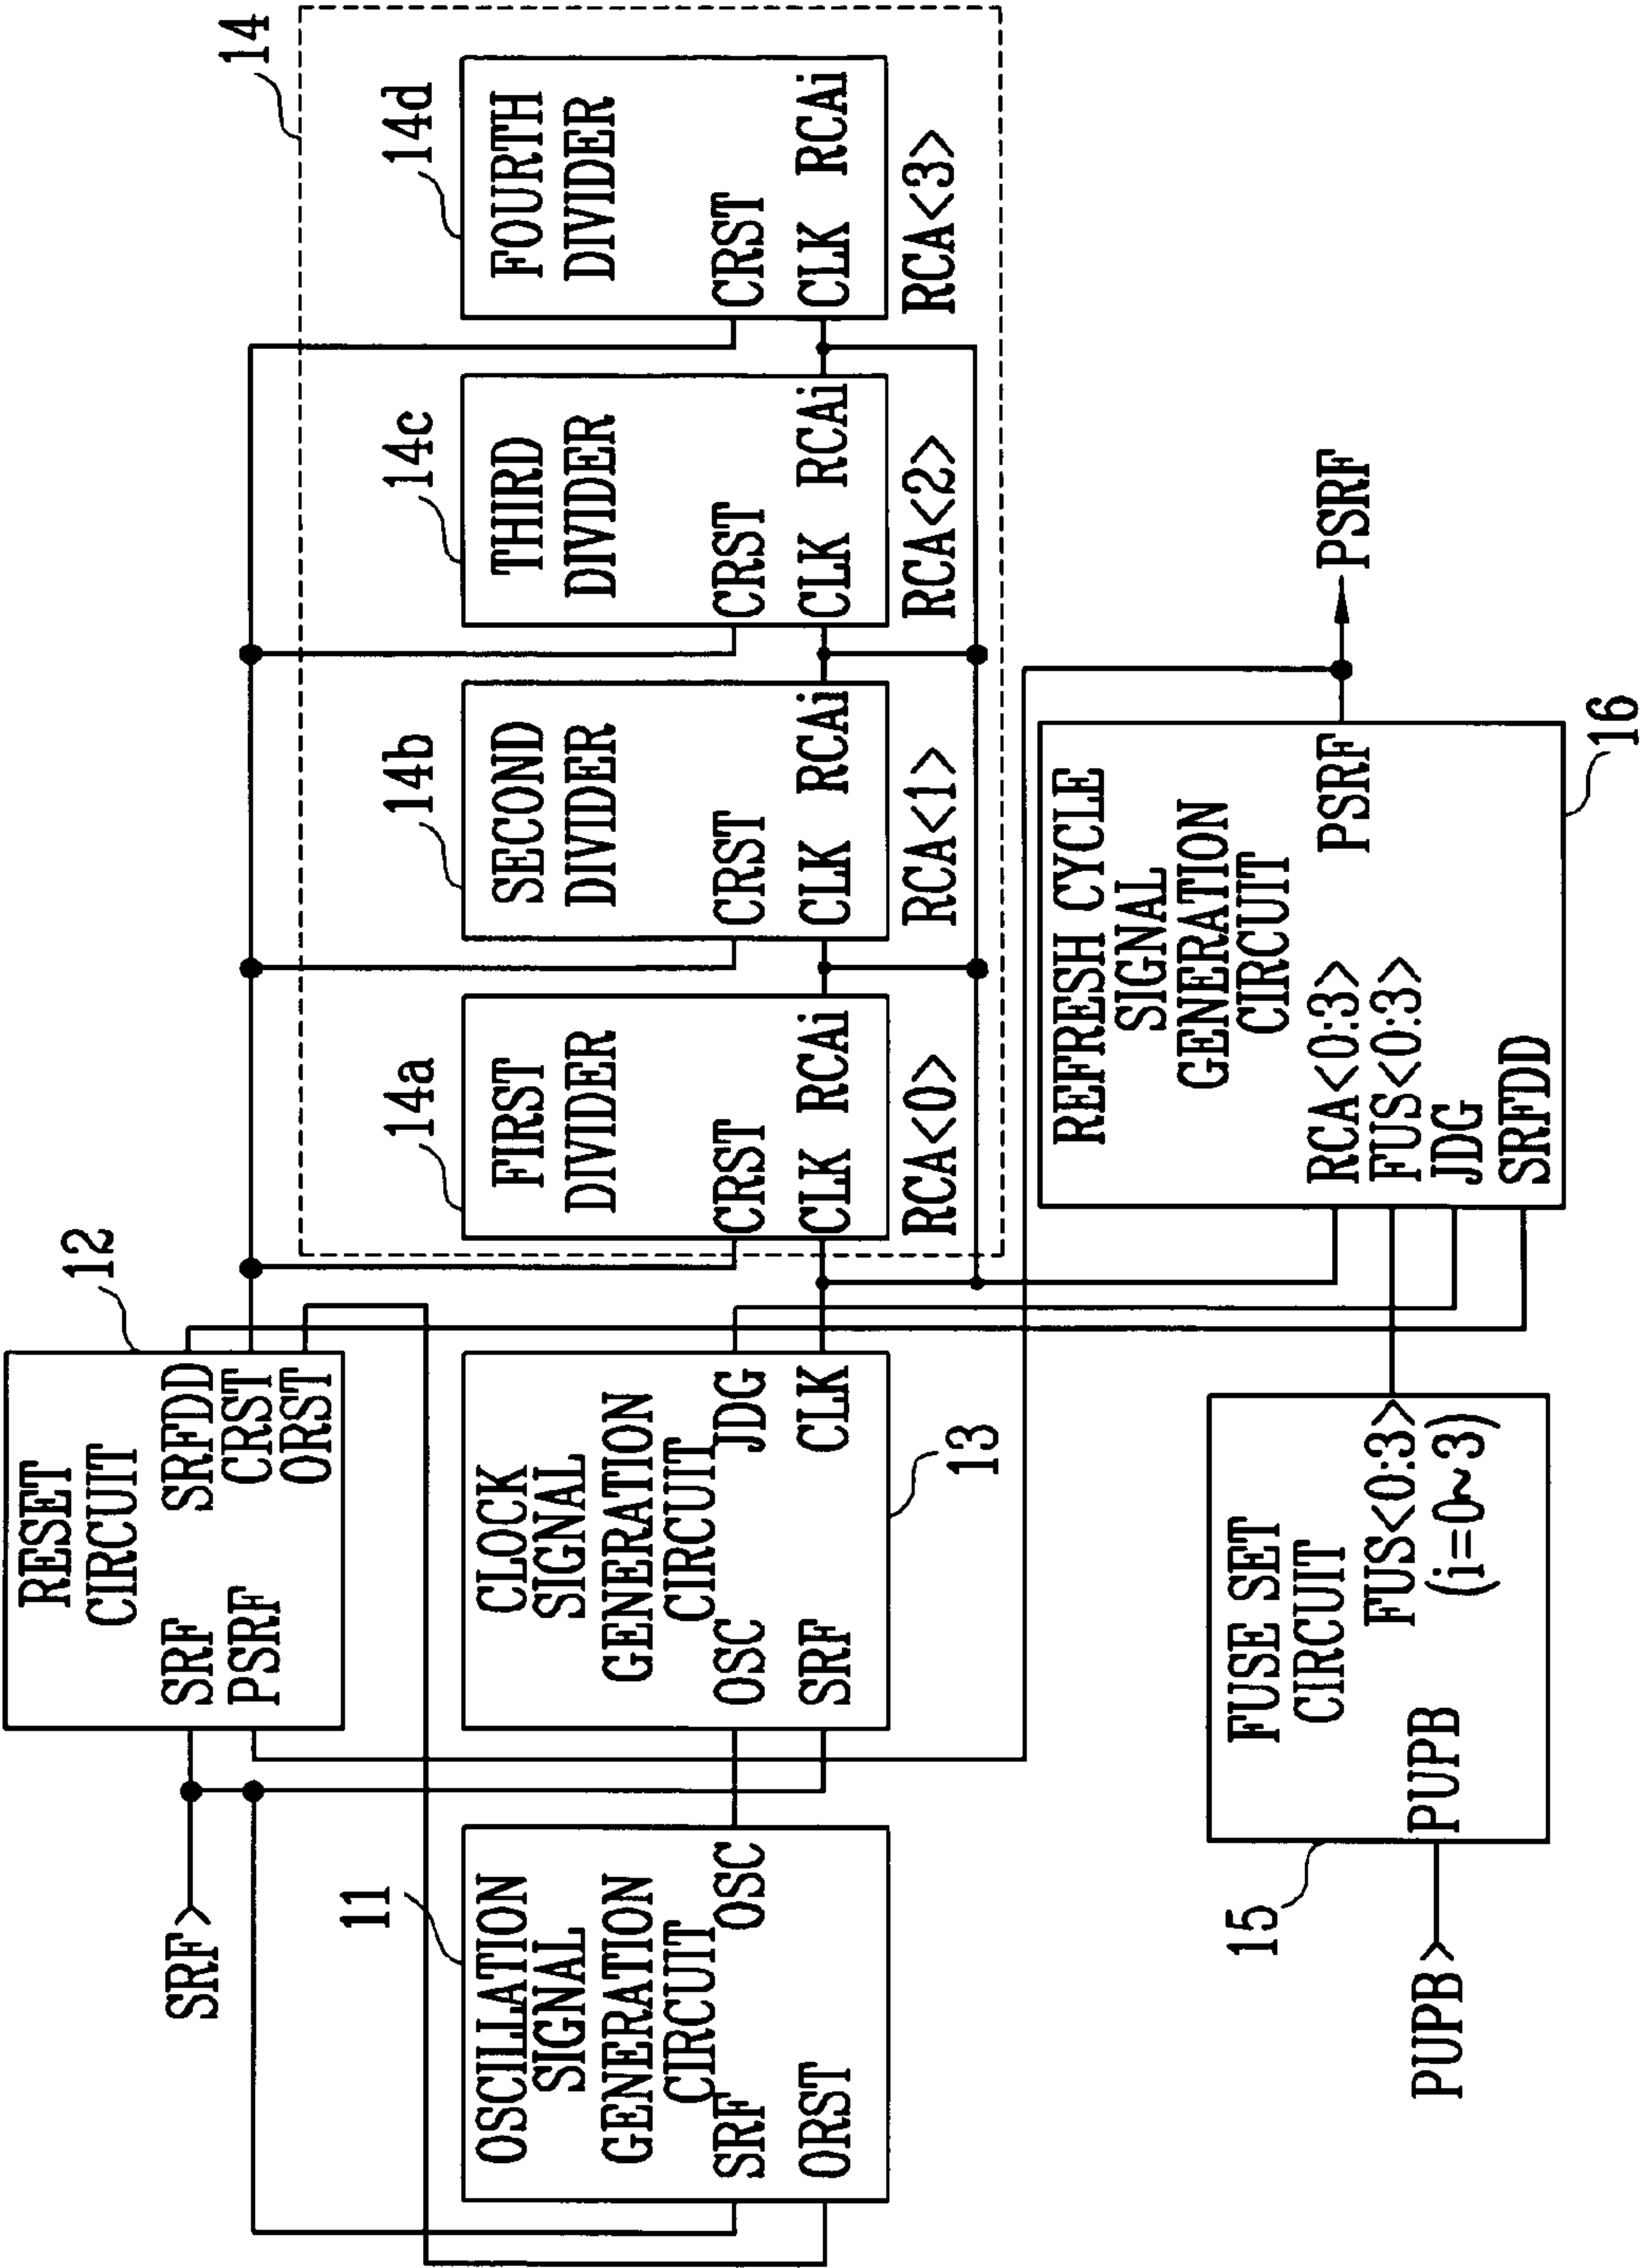 12
RESET
CIRCUIT
SRF
SRFDD
PSRF
CRST
ORST
SRF
14
11
OSCILLATION
SIGNAL
GENERATION
CIRCUIT
OSC
SRF
ORST
CLOCK
SIGNAL
GENERATION
CIRCUIT
OSC
JDG
SRF
CLK
13
14a
FIRST
DIVIDER
CRST
CLK RCAi
RCA<0>
14b
SECOND
DIVIDER
CRST
CLK RCAi
RCA<1>
14c
THIRD
DIVIDER
CRST
CLK RCAi
RCA<2>
14d
FOURTH
DIVIDER
CRST
CLK RCAi
RCA<3>
15
FUSE SET
CIRCUIT
FUS<0:3>
(i=0~3)
PUPB
PUPB
REFRESH CYCLE
SIGNAL
GENERATION
CIRCUIT
RCA<0:3>
PSRF
FUS<0:3>
JDG
SRFDD
16
PSRF